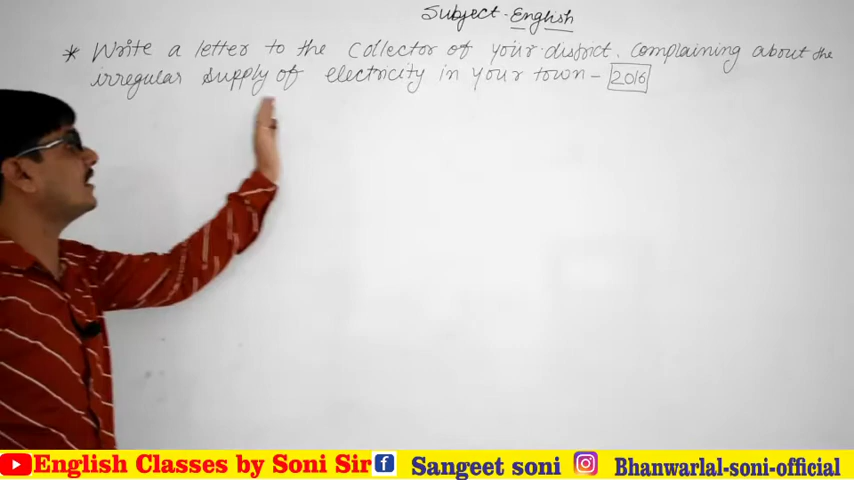 Subject - English
* Write a letter to the Collector of your district. Complaining about the
irregular supply of electricity in your town - 2016
English Classes by Soni Sir f Sangeet soni Bhanwarlal-soni-official